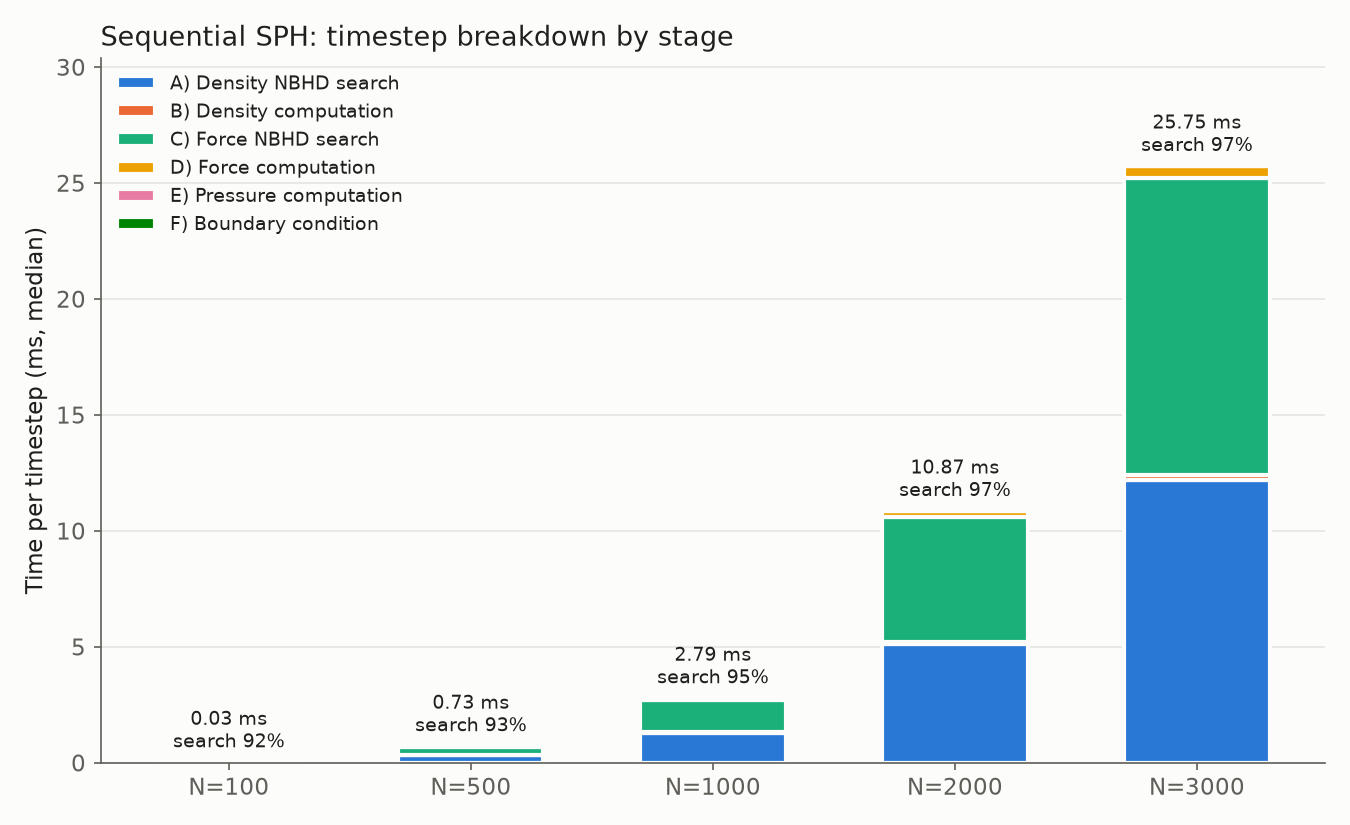 Sequential SPH: timestep breakdown by stage
Time per timestep (ms, median)
30
25
20
15
10
5
0
A) Density NBHD search
B) Density computation
C) Force NBHD search
D) Force computation
E) Pressure computation
F) Boundary condition
0.03 ms
search 92%
0.73 ms
search 93%
2.79 ms
search 95%
10.87 ms
search 97%
25.75 ms
search 97%
N=100
N=500
N=1000
N=2000
N=3000